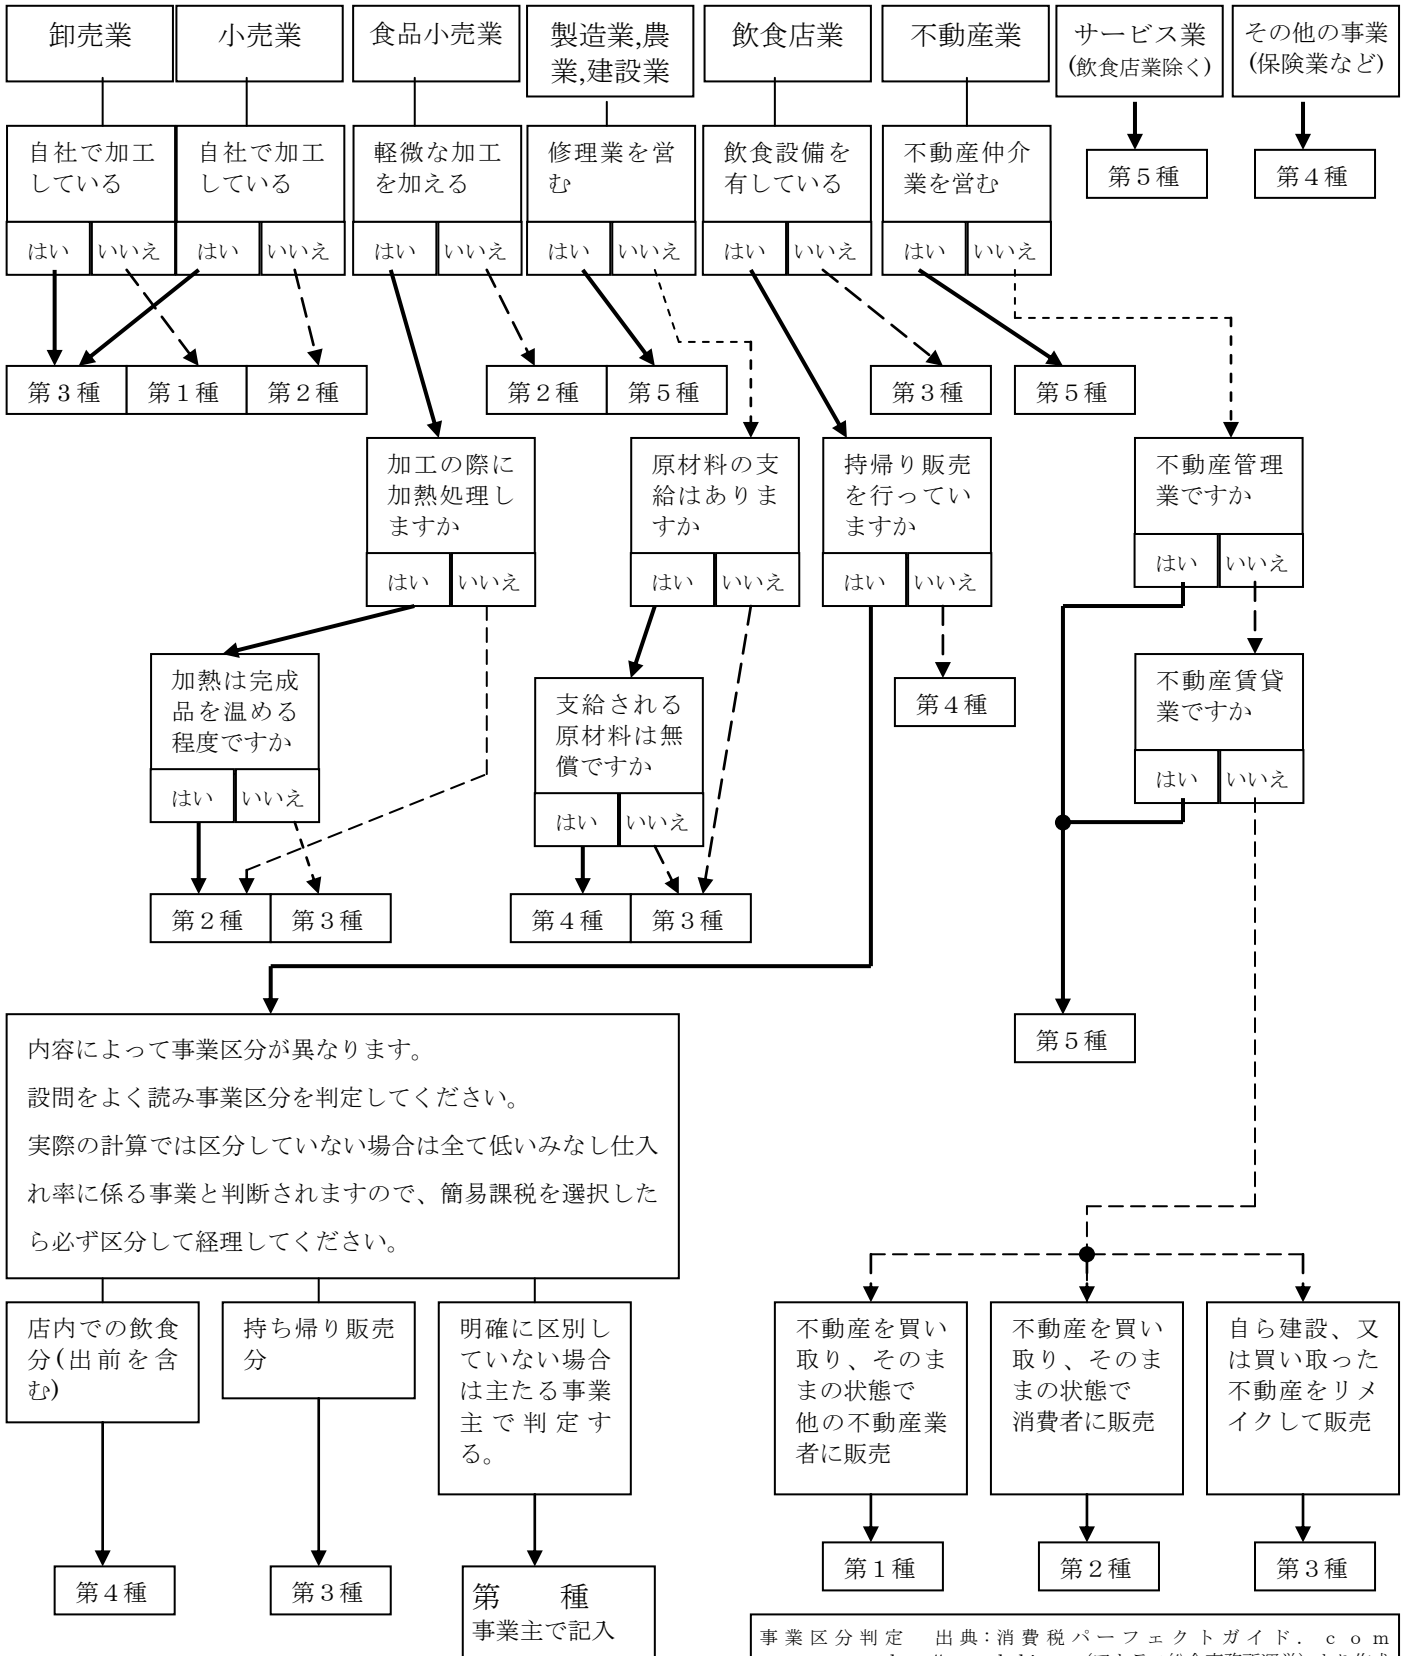 卸売業
小売業
食品小売業
製造業,農
業,建設業
飲食店業
不動産業
サービス業
(飲食店業除く)
その他の事業
(保険業など)
自社で加工
している
はい
いいえ
自社で加工
している
はい
いいえ
軽微な加工
を加える
はい
いいえ
修理業を営
む
はい
いいえ
飲食設備を
有している
はい
いいえ
不動産仲介
業を営む
はい
いいえ
第5種
第4種
第3種
第1種
第2種
第2種
第5種
第3種
第5種
加工の際に
加熱処理し
ますか
はい
いいえ
原材料の支
給はありま
すか
はい
いいえ
持帰り販売
を行ってい
ますか
はい
いいえ
不動産管理
業ですか
はい
いいえ
加熱は完成
品を温める
程度ですか
はい
いいえ
支給される
原材料は無
償ですか
はい
いいえ
第4種
不動産賃貸
業ですか
はい
いいえ
第2種
第3種
第4種
第3種
第5種
内容によって事業区分が異なります。
設問をよく読み事業区分を判定してください。
実際の計算では区分していない場合は全て低いみなし仕入
れ率に係る事業と判断されますので、簡易課税を選択した
ら必ず区分して経理してください。
店内での飲食
分(出前を含
む)
持ち帰り販売
分
明確に区別し
ていない場合
は主たる事業
主で判定す
る。
不動産を買い
取り、そのま
まの状態で
他の不動産業
者に販売
不動産を買い
取り、そのま
まの状態で
消費者に販売
自ら建設、又
は買い取った
不動産をリメ
イクして販売
第4種
第3種
第　種
事業主で記入
第1種
第2種
第3種
事業区分判定　出典:消費税パーフェクトガイド．ｃｏｍ